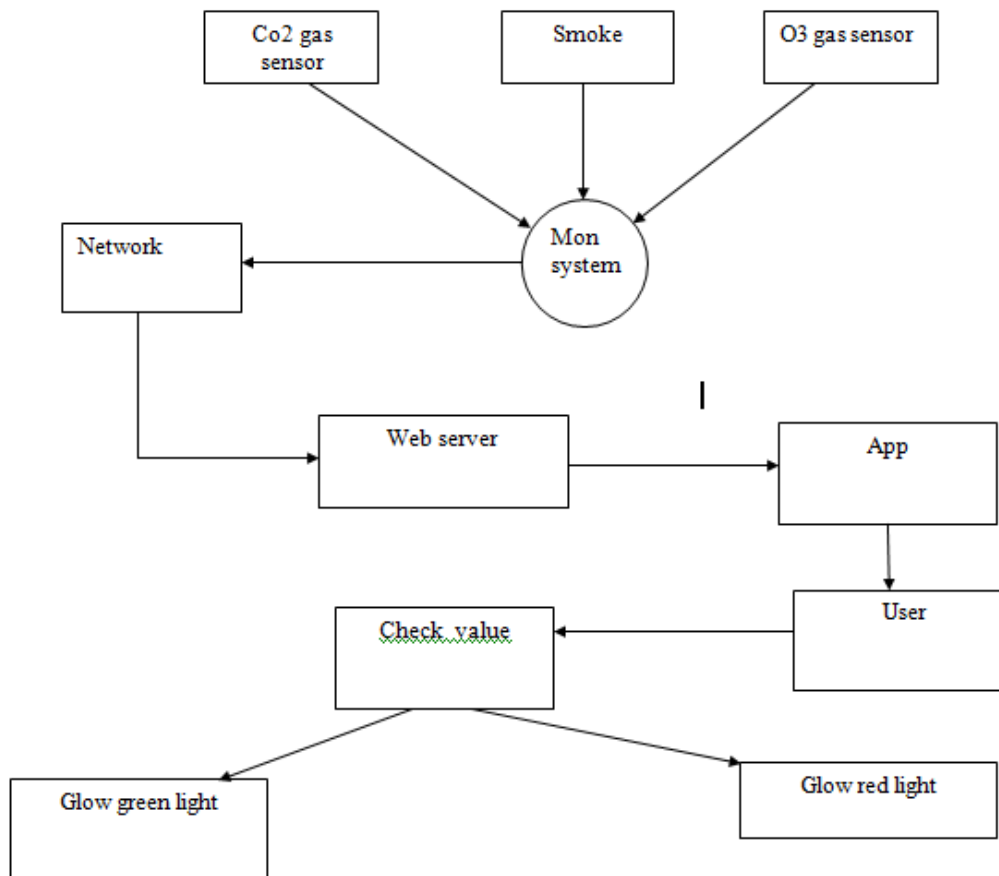 Co2 gas
sensor
Smoke
O3 gas sensor
Mon
system
Network
Web server
App
User
Check value
Glow green light
Glow red light